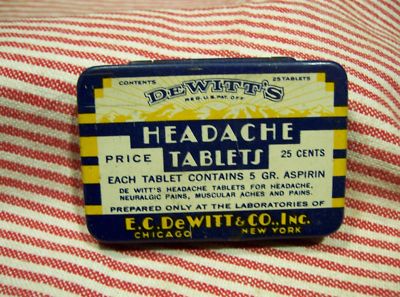 CONTENTS 25 TABLETS
DEWITT'S
REG. U.S. PAT. OFF.
HEADACHE
PRICE TABLETS 25 CENTS
EACH TABLET CONTAINS 5 GR. ASPIRIN
DE WITT'S HEADACHE TABLETS FOR HEADACHE,
NEURALGIC PAINS, MUSCULAR ACHES AND PAINS.
PREPARED ONLY AT THE LABORATORIES OF
E.C. DeWITT & CO., INC.
CHICAGO NEW YORK